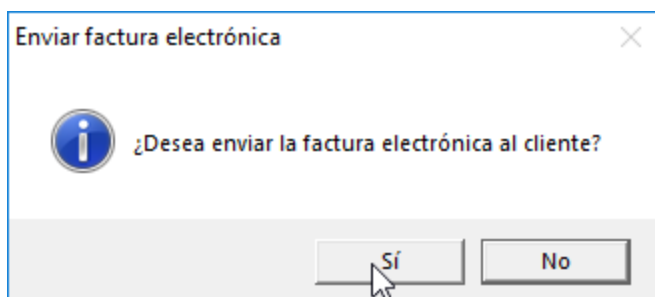 Enviar factura electrónica
¿Desea enviar la factura electrónica al cliente?
Sí
No